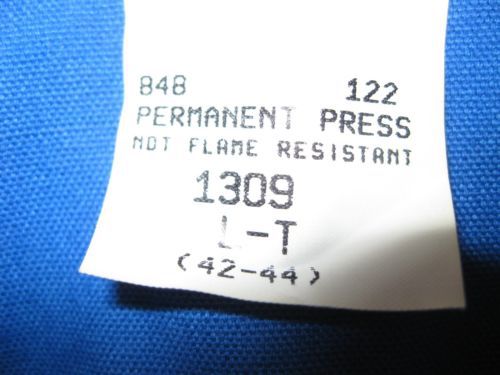 848 122
PERMANENT PRESS
NOT FLAME RESISTANT
1309
L-T
(42-44)